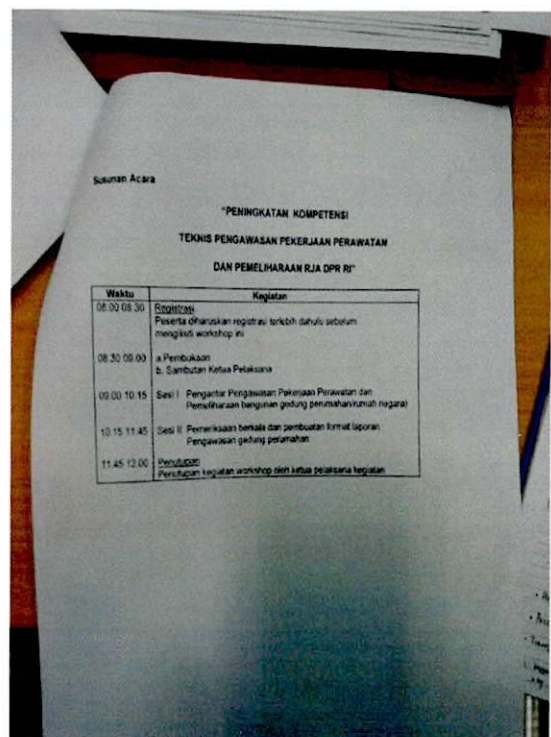 Susunan Acara
"PENINGKATAN KOMPETENSI
TEKNIS PENGAWASAN PEKERJAAN PERAWATAN
DAN PEMELIHARAAN RJA DPR RI"
Waktu Kegiatan
08.00 08.30 Registrasi
Peserta diharuskan registrasi terlebih dahulu sebelum
mengikuti workshop ini
08.30 09.00 a.Pembukaan
b. Sambutan Ketua Pelaksana
09.00 10.15 Sesi I Pengantar Pengawasan Pekerjaan Perawatan dan
Pemeliharaan bangunan gedung perumahan/rumah negara)
10.15 11.45 Sesi II Pemeriksaan berkala dan pembuatan format laporan
Pengawasan gedung perumahan
11.45 12.00 Penutupan
Penutupan kegiatan workshop oleh ketua pelaksana kegiatan